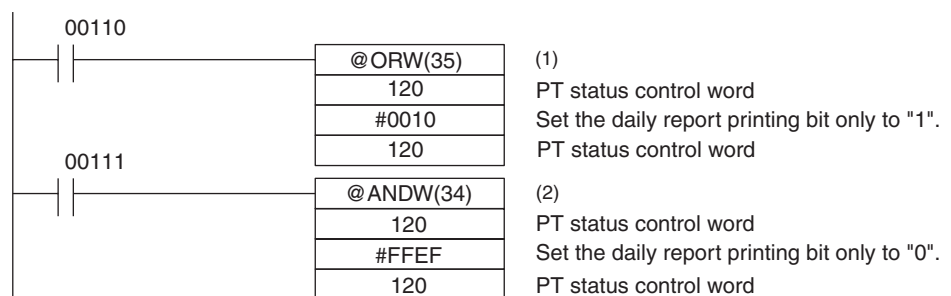 00110
@ORW(35) (1)
120 PT status control word
#0010 Set the daily report printing bit only to "1".
120 PT status control word
00111
@ANDW(34) (2)
120 PT status control word
#FFEF Set the daily report printing bit only to "0".
120 PT status control word